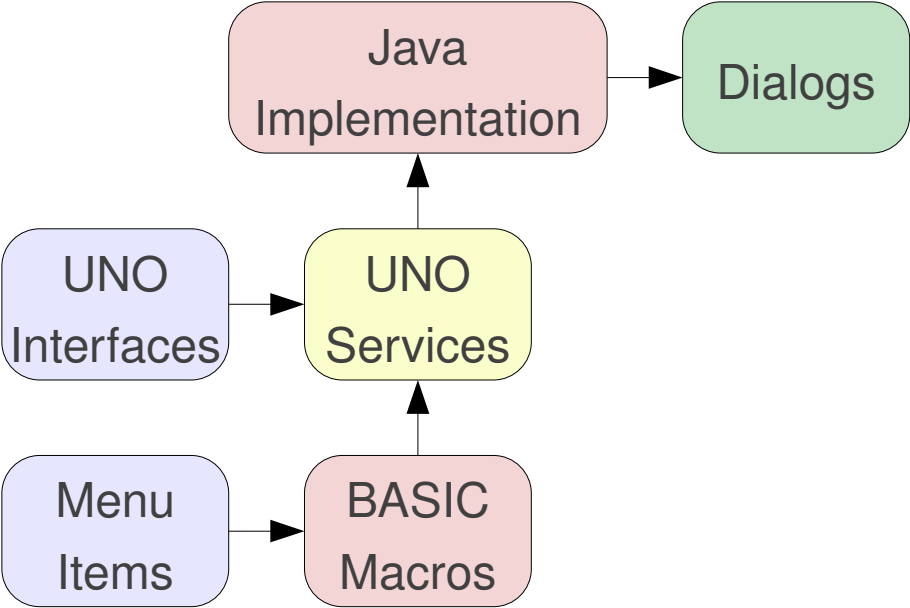 Java
Implementation
Dialogs
UNO
Interfaces
UNO
Services
Menu
Items
BASIC
Macros